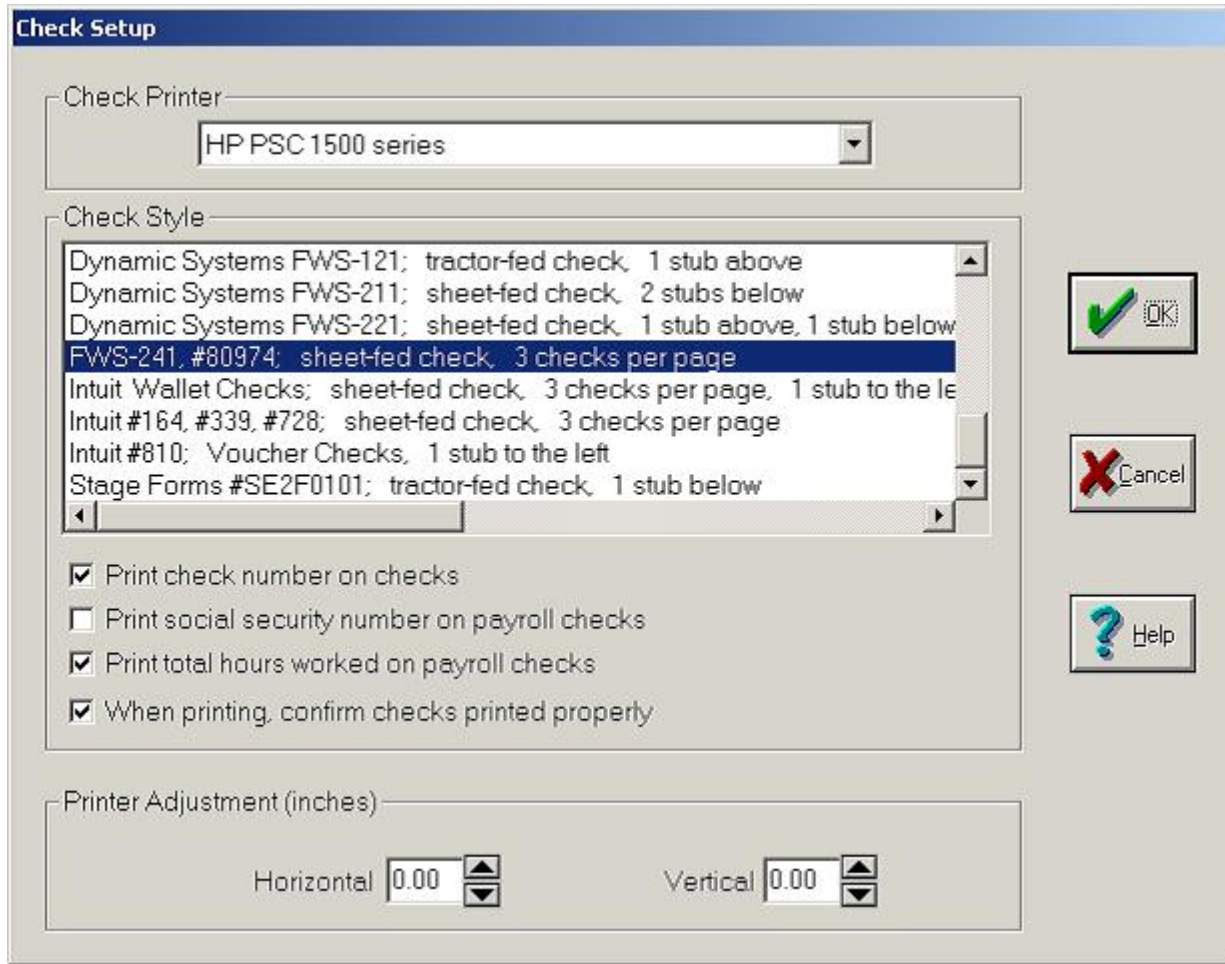 Check Setup
Check Printer
HP PSC 1500 series
Check Style
Dynamic Systems FWS-121; tractor-fed check, 1 stub above
Dynamic Systems FWS-211; sheet-fed check, 2 stubs below
Dynamic Systems FWS-221; sheet-fed check, 1 stub above, 1 stub below
FWS-241, #80974; sheet-fed check, 3 checks per page
Intuit Wallet Checks; sheet-fed check, 3 checks per page, 1 stub to the le
Intuit #164, #339, #728; sheet-fed check, 3 checks per page
Intuit #810; Voucher Checks, 1 stub to the left
Stage Forms #SE2F0101; tractor-fed check, 1 stub below
Print check number on checks
Print social security number on payroll checks
Print total hours worked on payroll checks
When printing, confirm checks printed properly
Printer Adjustment (inches)
Horizontal 0.00 Vertical 0.00
OK
Cancel
Help